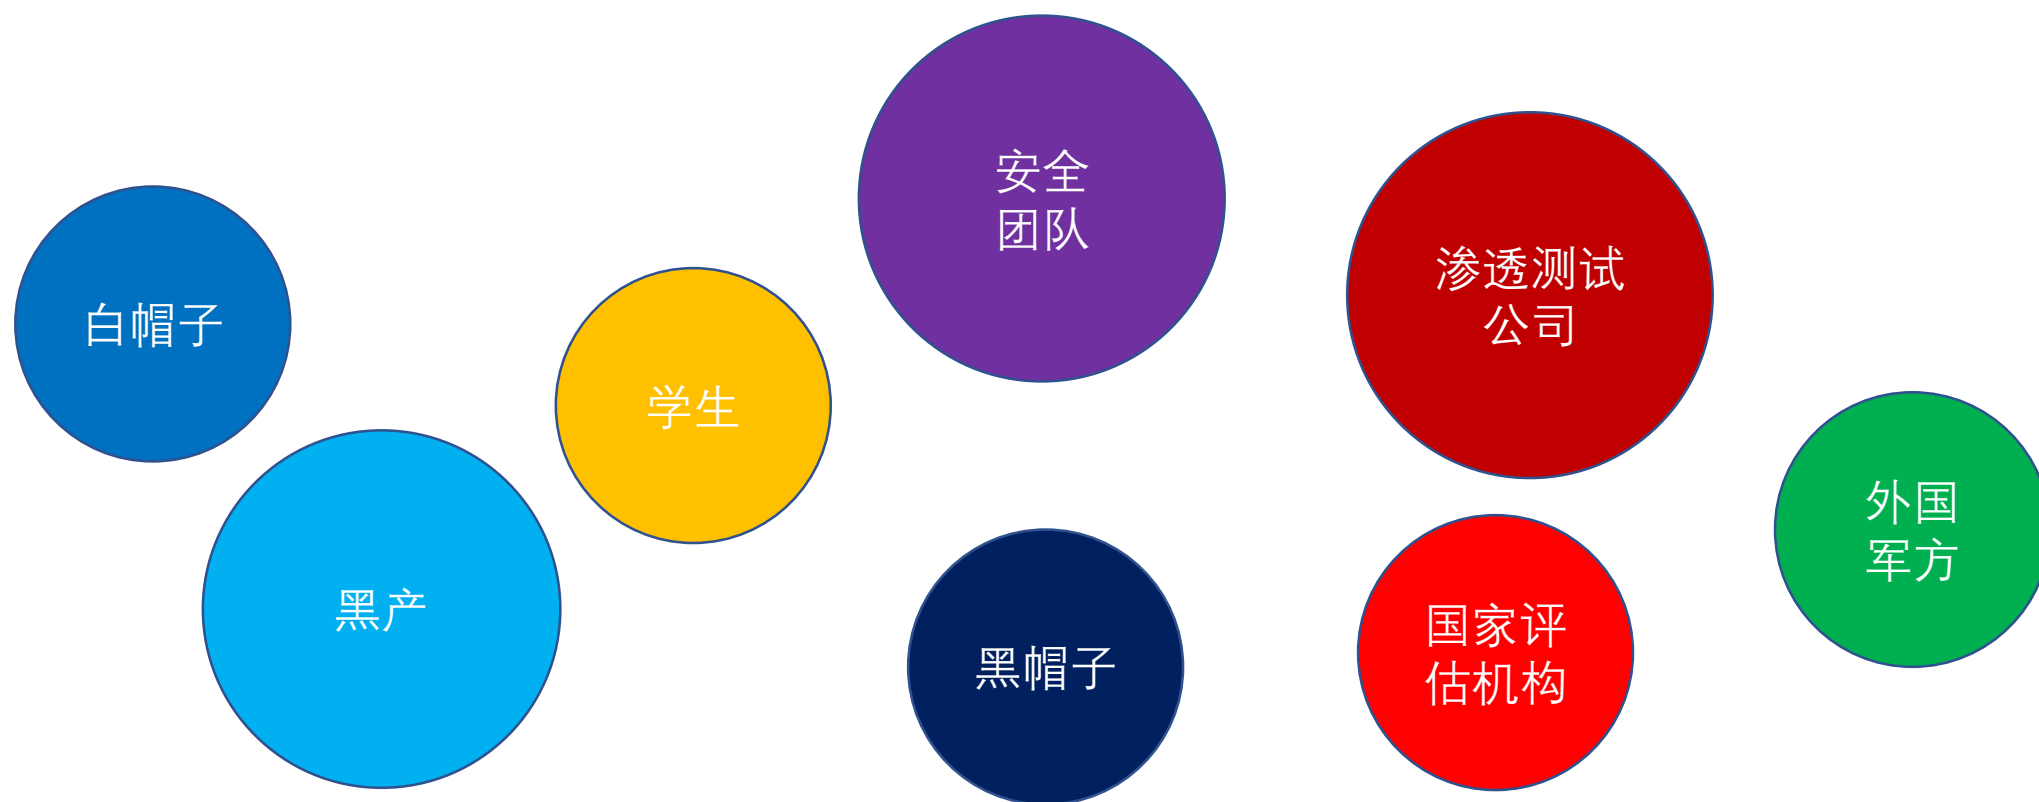 安全
团队
渗透测试
公司
白帽子
学生
外国
军方
黑产
黑帽子
国家评
估机构